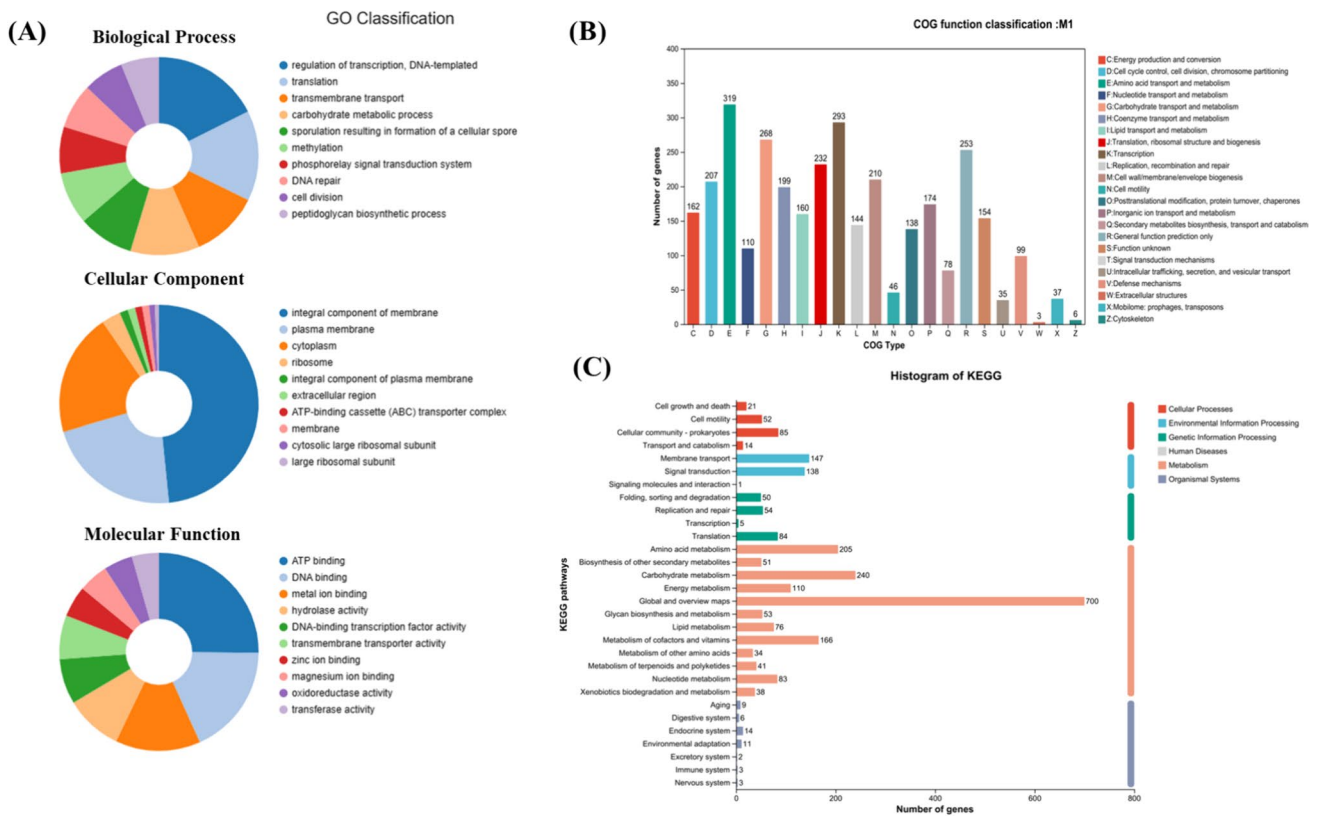 (A)
GO Classification
Biological Process
regulation of transcription, DNA-templated
translation
transmembrane transport
carbohydrate metabolic process
sporulation resulting in formation of a cellular spore
methylation
phosphorelay signal transduction system
DNA repair
cell division
peptidoglycan biosynthetic process
Cellular Component
integral component of membrane
plasma membrane
cytoplasm
ribosome
integral component of plasma membrane
extracellular region
ATP-binding cassette (ABC) transporter complex
membrane
cytosolic large ribosomal subunit
large ribosomal subunit
Molecular Function
ATP binding
DNA binding
metal ion binding
hydrolase activity
DNA-binding transcription factor activity
transmembrane transporter activity
zinc ion binding
magnesium ion binding
oxidoreductase activity
transferase activity
(B)
COG function classification :M1
Number of genes
400
350
300
250
200
150
100
50
0
162
207
319
110
268
199
160
232
293
144
210
46
138
174
78
253
154
35
99
3
37
6
C D E F G H I J K L M N O P Q R S U V W X Z
COG Type
C:Energy production and conversion
D:Cell cycle control, cell division, chromosome partitioning
E:Amino acid transport and metabolism
F:Nucleotide transport and metabolism
G:Carbohydrate transport and metabolism
H:Coenzyme transport and metabolism
I:Lipid transport and metabolism
J:Translation, ribosomal structure and biogenesis
K:Transcription
L:Replication, recombination and repair
M:Cell wall/membrane/envelope biogenesis
N:Cell motility
O:Posttranslational modification, protein turnover, chaperones
P:Inorganic ion transport and metabolism
Q:Secondary metabolites biosynthesis, transport and catabolism
R:General function prediction only
S:Function unknown
T:Signal transduction mechanisms
U:Intracellular trafficking, secretion, and vesicular transport
V:Defense mechanisms
W:Extracellular structures
X:Mobilome: prophages, transposons
Z:Cytoskeleton
(C)
Histogram of KEGG
KEGG pathways
Cell growth and death 21
Cell motility 52
Cellular community - prokaryotes 85
Transport and catabolism 14
Membrane transport 147
Signal transduction 138
Signaling molecules and interaction 1
Folding, sorting and degradation 50
Replication and repair 54
Transcription 5
Translation 84
Amino acid metabolism 205
Biosynthesis of other secondary metabolites 51
Carbohydrate metabolism 240
Energy metabolism 110
Global and overview maps 700
Glycan biosynthesis and metabolism 53
Lipid metabolism 76
Metabolism of cofactors and vitamins 166
Metabolism of other amino acids 34
Metabolism of terpenoids and polyketides 41
Nucleotide metabolism 83
Xenobiotics biodegradation and metabolism 38
Aging 9
Digestive system 6
Endocrine system 14
Environmental adaptation 11
Excretory system 2
Immune system 3
Nervous system 3
0 200 400 600 800
Number of genes
Cellular Processes
Environmental Information Processing
Genetic Information Processing
Human Diseases
Metabolism
Organismal Systems